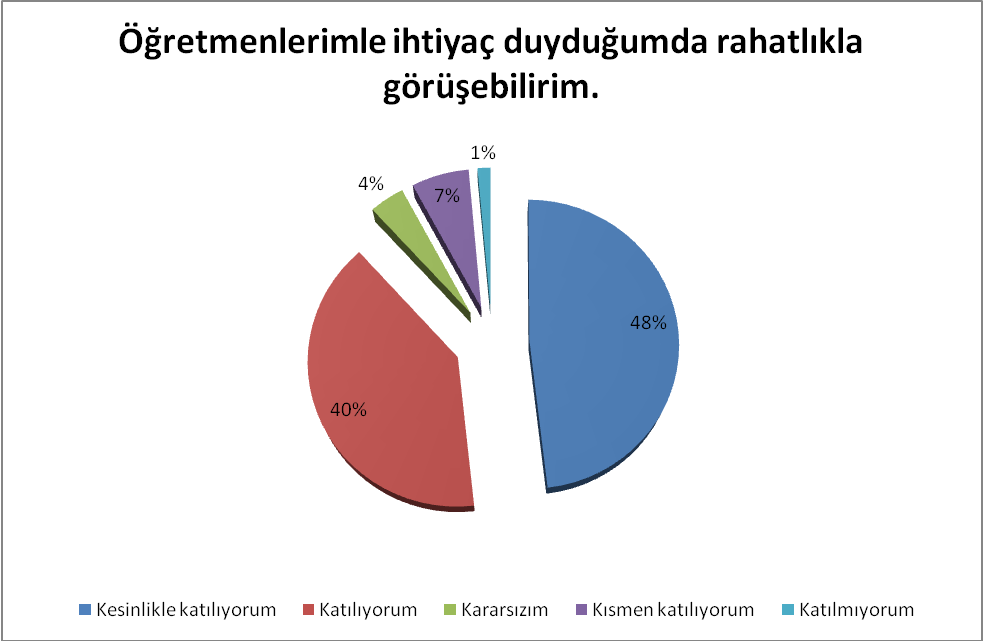 Öğretmenlerimle ihtiyaç duyduğumda rahatlıkla
görüşebilirim.
1%
4%
7%
48%
40%
Kesinlikle katılıyorum Katılıyorum Kararsızım Kısmen katılıyorum Katılmıyorum